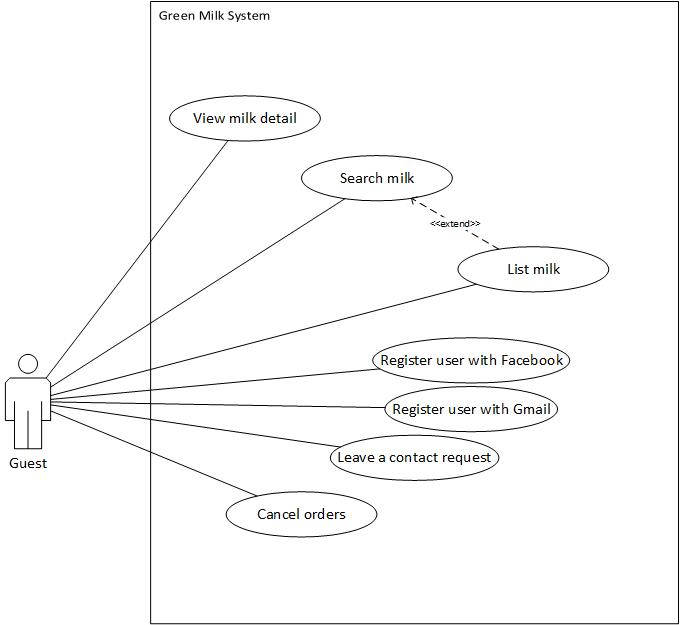 Green Milk System
View milk detail
Search milk
<<extend>>
List milk
Register user with Facebook
Register user with Gmail
Leave a contact request
Guest
Cancel orders